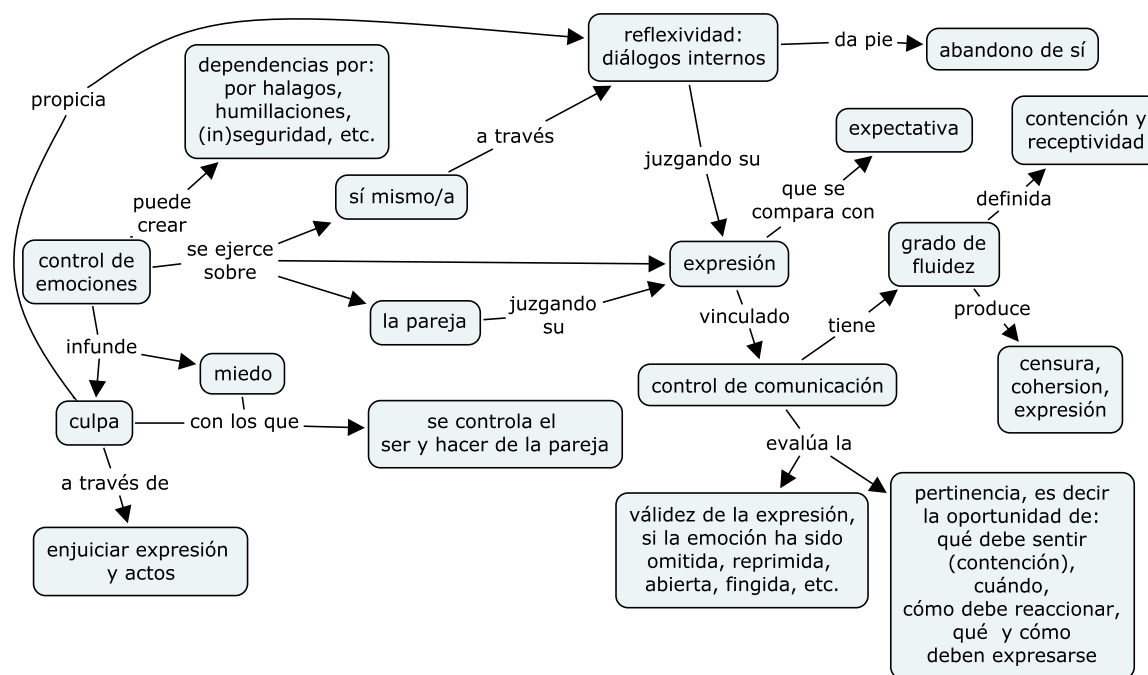 reflexividad:
diálogos internos
da pie
abandono de sí
dependencias por:
por halagos,
humillaciones,
(in)seguridad, etc.
propicia
a través
expectativa
contención y
receptividad
juzgando su
sí mismo/a
que se
compara con
definida
puede
crear
se ejerce
sobre
control de
emociones
expresión
grado de
fluidez
la pareja
juzgando
su
vinculado
tiene
produce
infunde
miedo
control de comunicación
censura,
cohersion,
expresión
culpa
con los que
se controla el
ser y hacer de la pareja
evalúa la
a través de
enjuiciar expresión
y actos
válidez de la expresión,
si la emoción ha sido
omitida, reprimida,
abierta, fingida, etc.
pertinencia, es decir
la oportunidad de:
qué debe sentir
(contención),
cuándo,
cómo debe reaccionar,
qué y cómo
deben expresarse